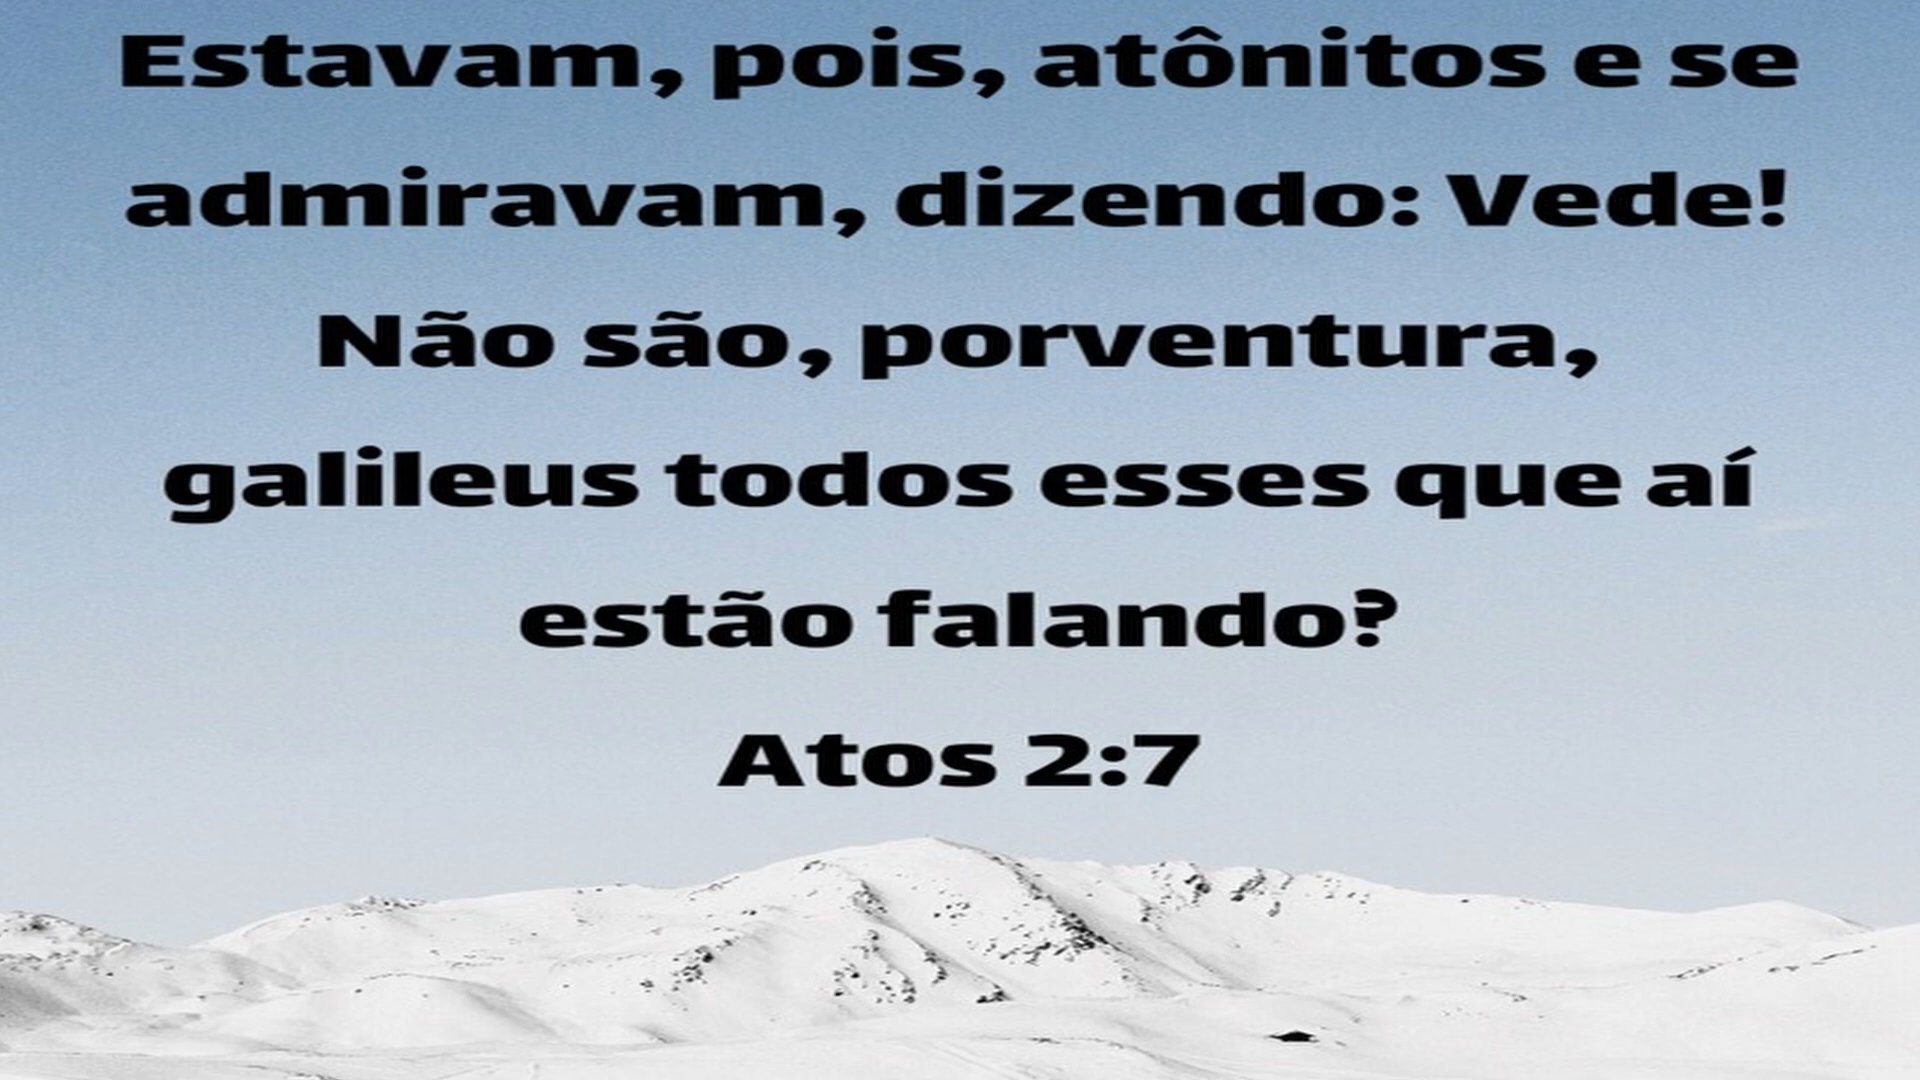 Estavam, pois, atônitos e se
admiravam, dizendo: Vede!
Não são, porventura,
galileus todos esses que aí
estão falando?
Atos 2:7